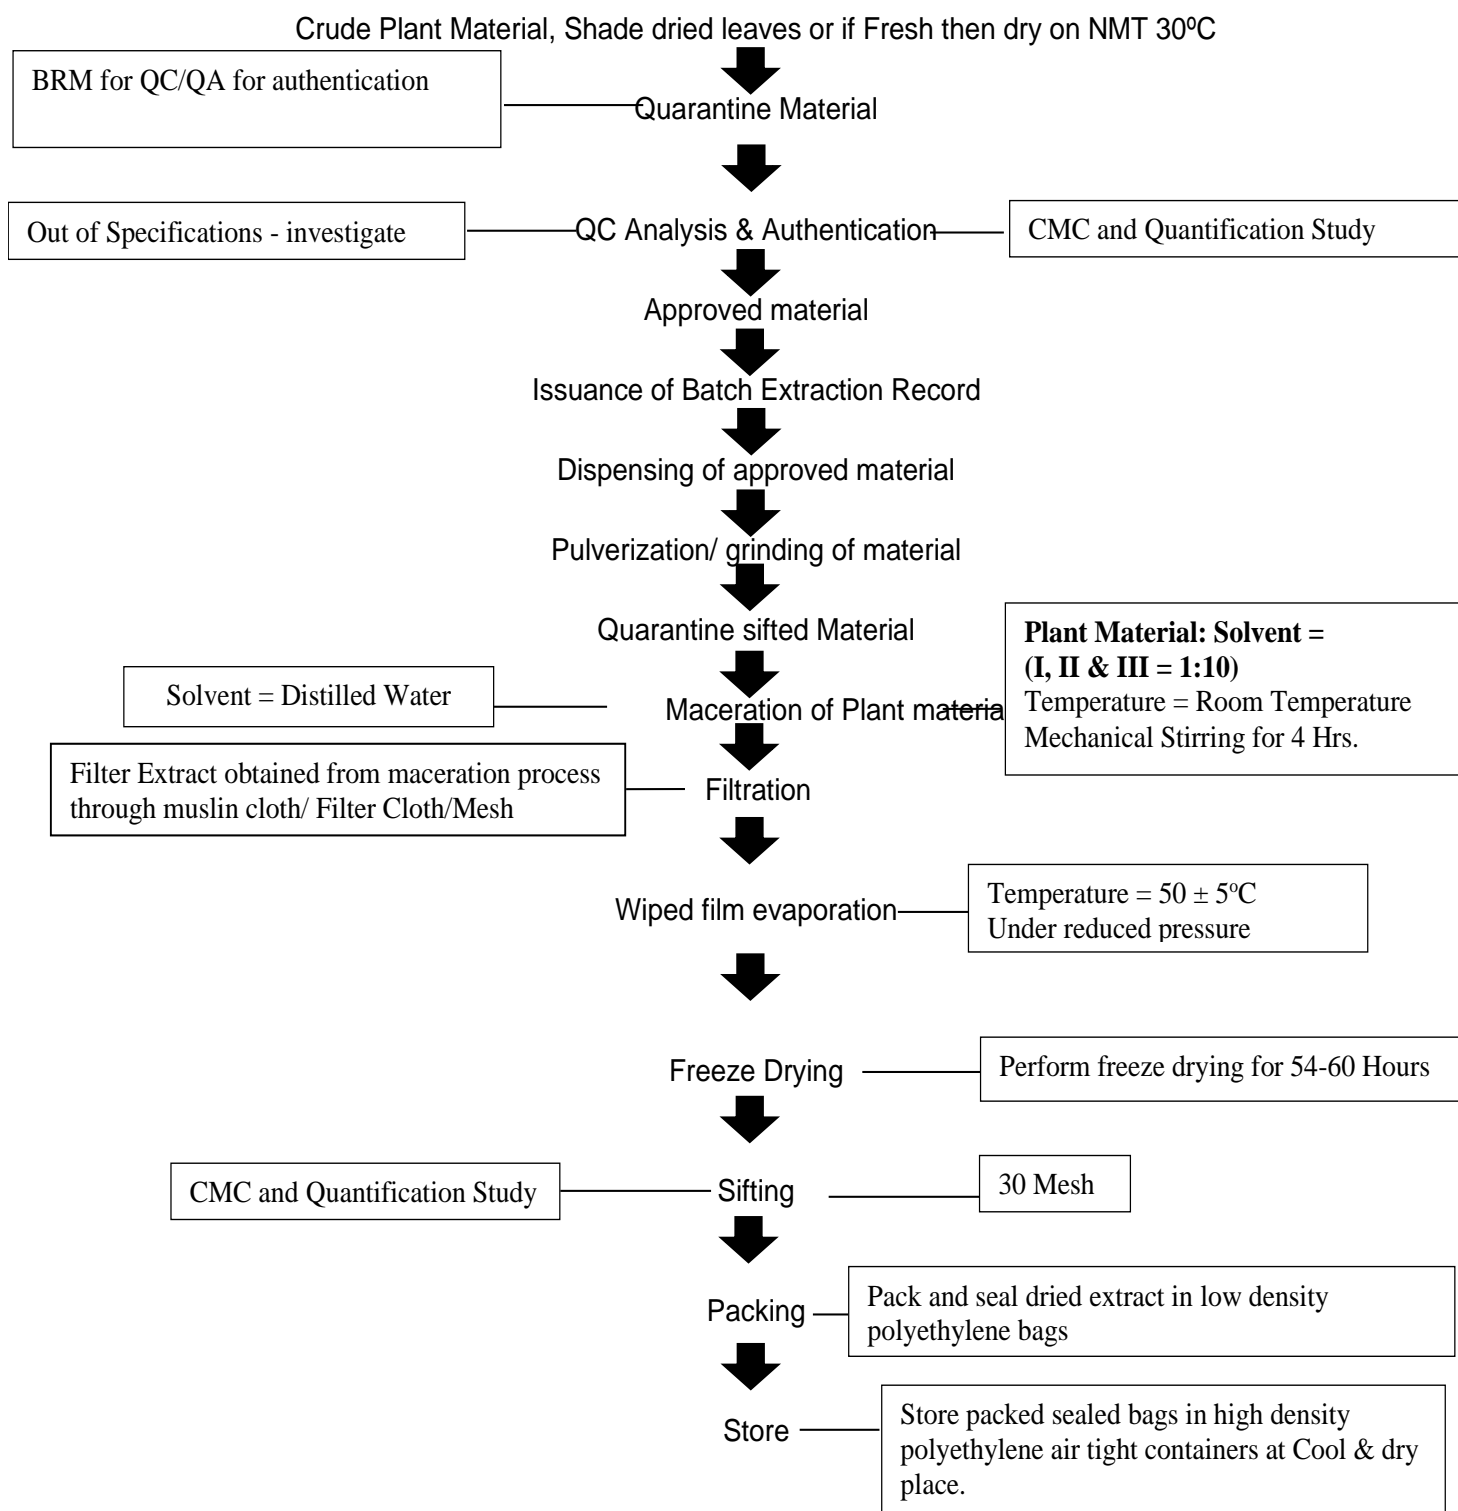 Crude Plant Material, Shade dried leaves or if Fresh then dry on NMT 30ºC
BRM for QC/QA for authentication
Quarantine Material
Out of Specifications - investigate
QC Analysis & Authentication
CMC and Quantification Study
Approved material
Issuance of Batch Extraction Record
Dispensing of approved material
Pulverization/ grinding of material
Quarantine sifted Material
Plant Material: Solvent =
(I, II & III = 1:10)
Temperature = Room Temperature
Mechanical Stirring for 4 Hrs.
Solvent = Distilled Water
Maceration of Plant materia
Filter Extract obtained from maceration process
through muslin cloth/ Filter Cloth/Mesh
Filtration
Wiped film evaporation
Temperature = 50 ± 5ºC
Under reduced pressure
Freeze Drying
Perform freeze drying for 54-60 Hours
CMC and Quantification Study
Sifting
30 Mesh
Packing
Pack and seal dried extract in low density
polyethylene bags
Store
Store packed sealed bags in high density
polyethylene air tight containers at Cool & dry
place.